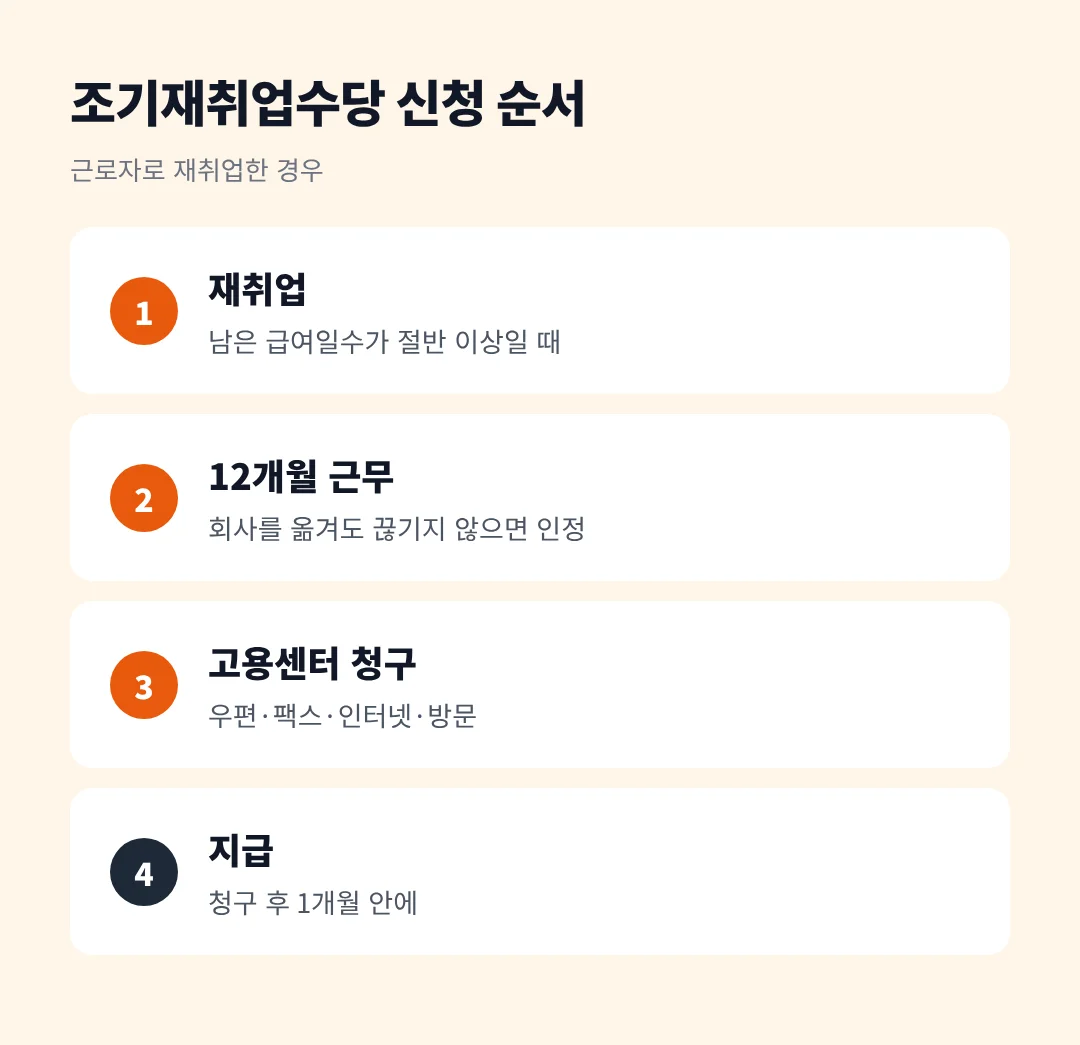 조기재취업수당 신청 순서
근로자로 재취업한 경우
1
재취업
남은 급여일수가 절반 이상일 때
2
12개월 근무
회사를 옮겨도 끊기지 않으면 인정
3
고용센터 청구
우편·팩스·인터넷·방문
4
지급
청구 후 1개월 안에